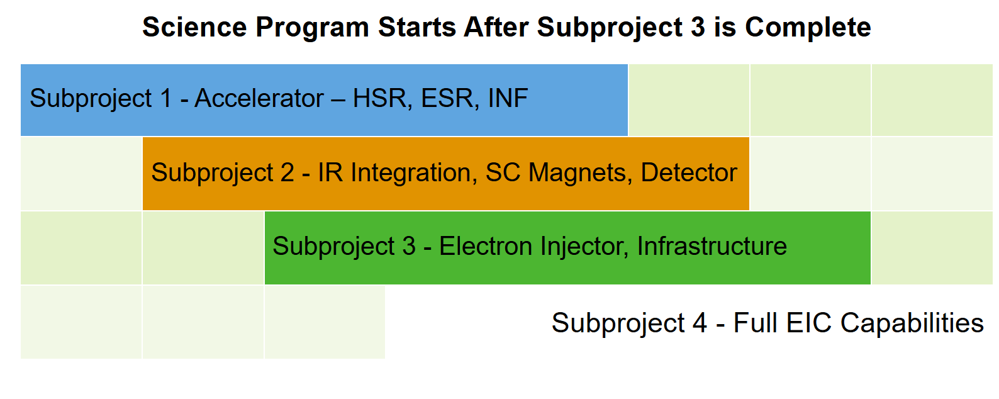 Science Program Starts After Subproject 3 is Complete
Subproject 1 - Accelerator – HSR, ESR, INF
Subproject 2 - IR Integration, SC Magnets, Detector
Subproject 3 - Electron Injector, Infrastructure
Subproject 4 - Full EIC Capabilities